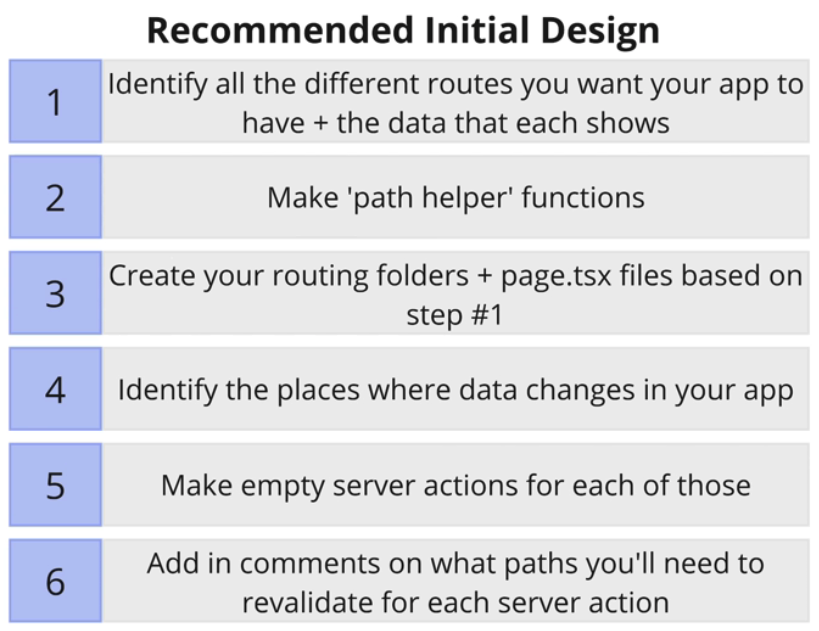 Recommended Initial Design
1
Identify all the different routes you want your app to
have + the data that each shows
2
Make 'path helper' functions
3
Create your routing folders + page.tsx files based on
step #1
4
Identify the places where data changes in your app
5
Make empty server actions for each of those
6
Add in comments on what paths you'll need to
revalidate for each server action